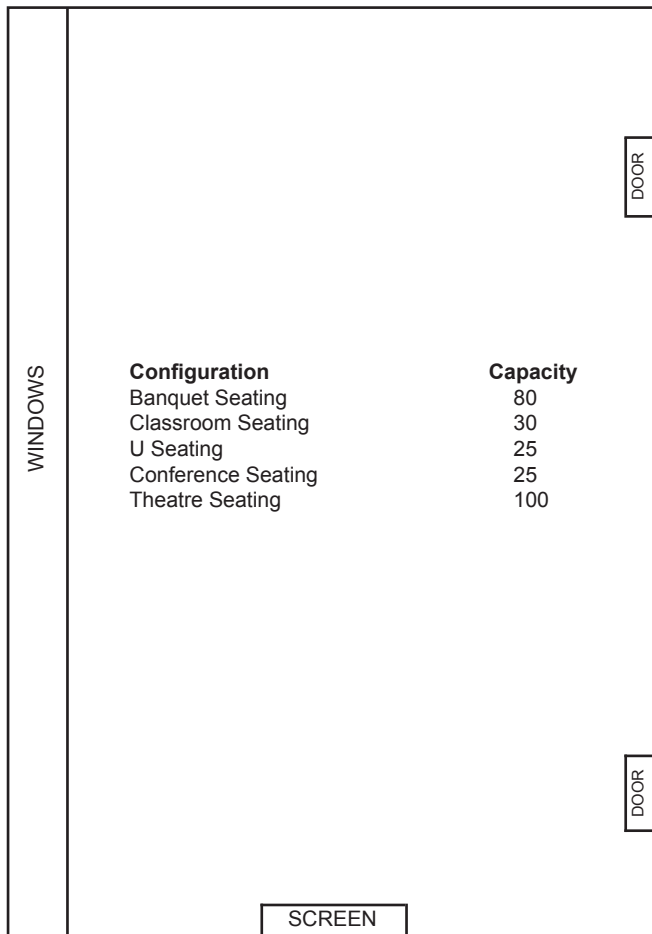 DOOR
WINDOWS
Configuration Capacity
Banquet Seating 80
Classroom Seating 30
U Seating 25
Conference Seating 25
Theatre Seating 100
DOOR
SCREEN